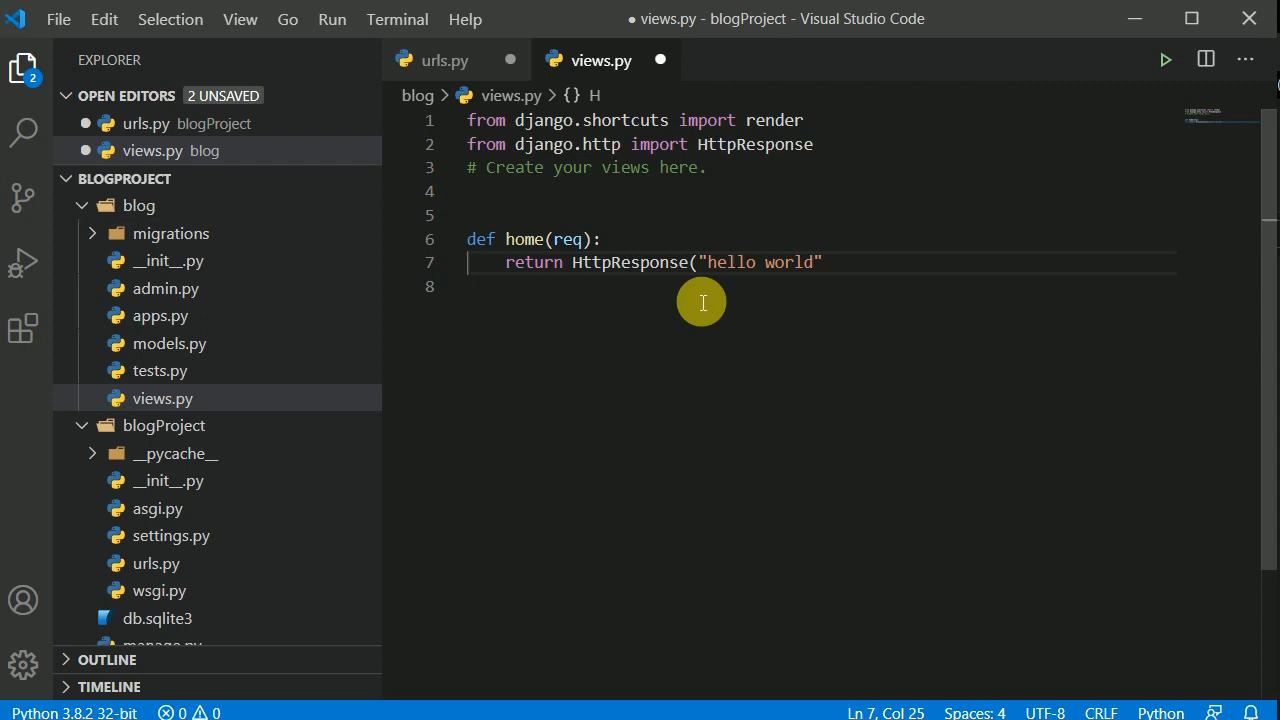 File Edit Selection View Go Run Terminal Help
● views.py - blogProject - Visual Studio Code
2
EXPLORER
OPEN EDITORS 2 UNSAVED
urls.py blogProject
views.py blog
BLOGPROJECT
blog
migrations
__init__.py
admin.py
apps.py
models.py
tests.py
views.py
blogProject
__pycache__
__init__.py
asgi.py
settings.py
urls.py
wsgi.py
db.sqlite3
manage.py
OUTLINE
TIMELINE
urls.py
views.py
blog > views.py > {} H
1 from django.shortcuts import render
2 from django.http import HttpResponse
3 # Create your views here.
4
5
6 def home(req):
7 return HttpResponse("hello world"
8
Python 3.8.2 32-bit 0 0 Ln 7, Col 25 Spaces: 4 UTF-8 CRLF Python